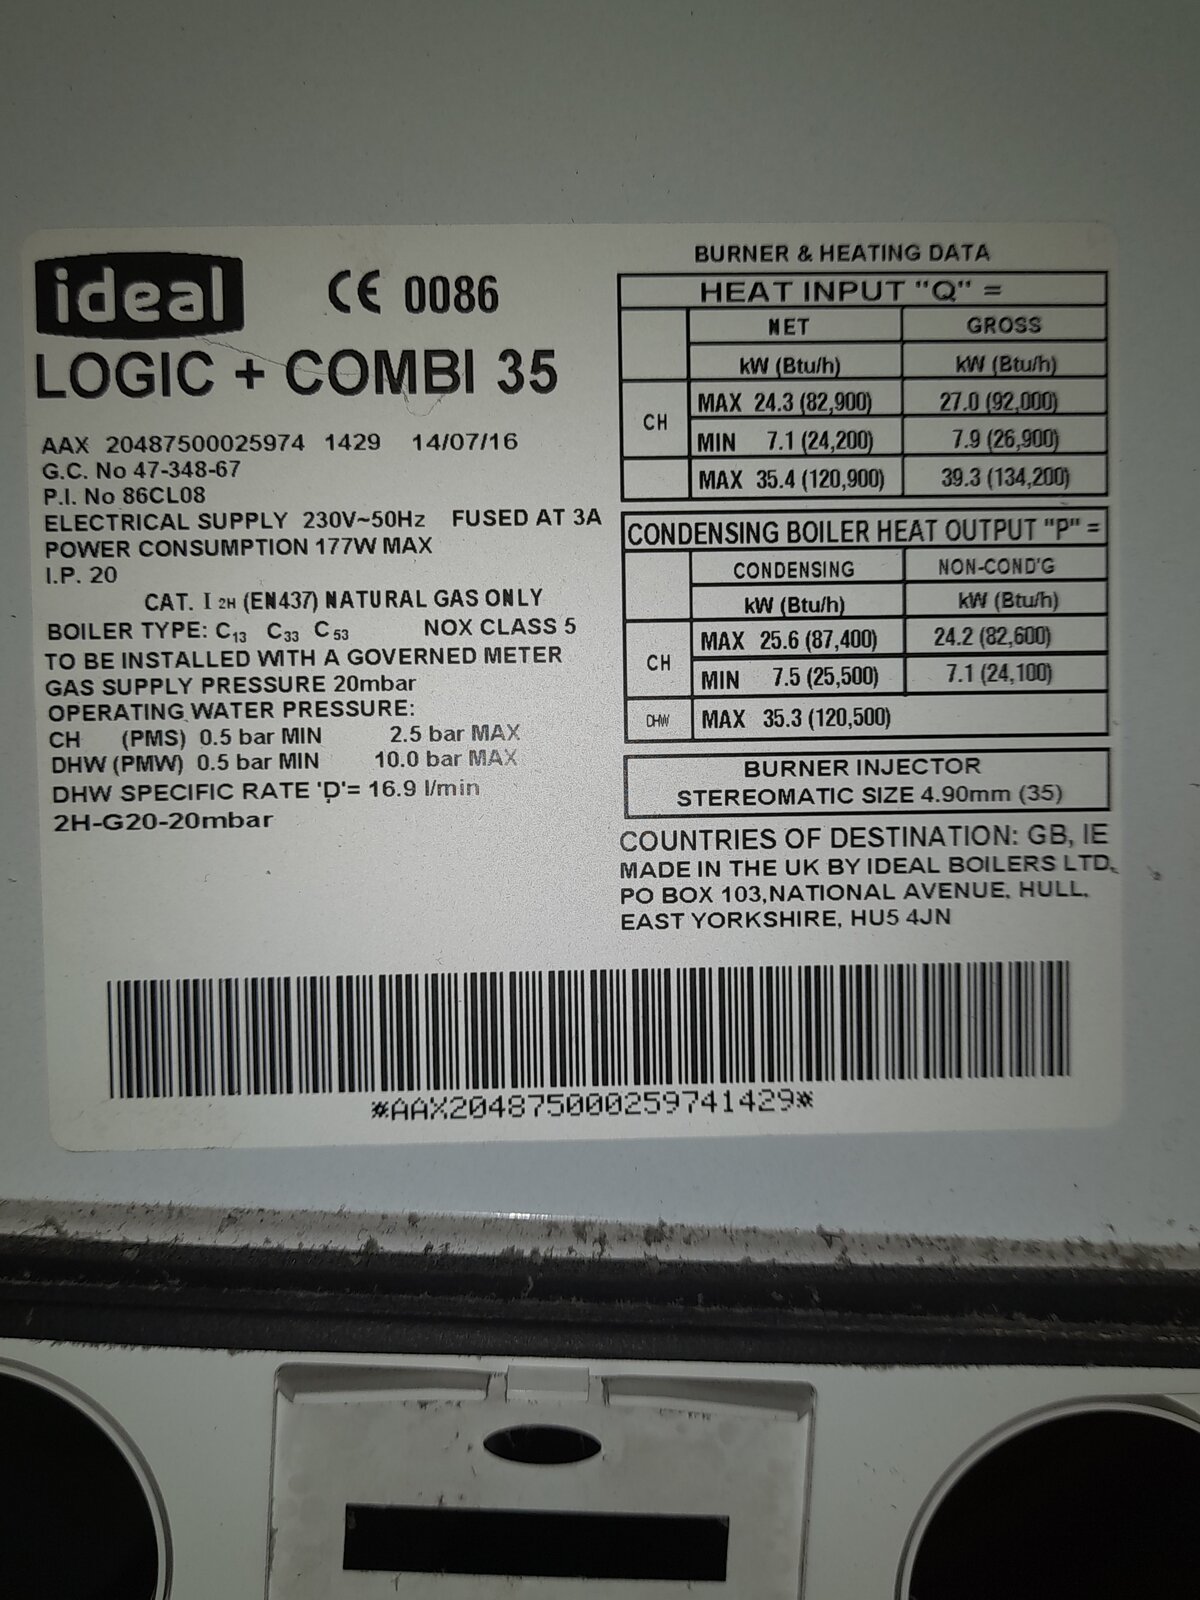 ideal
CE 0086
LOGIC + COMBI 35
AAX 20487500025974 1429 14/07/16
G.C. No 47-348-67
P.I. No 86CL08
ELECTRICAL SUPPLY 230V~50Hz FUSED AT 3A
POWER CONSUMPTION 177W MAX
I.P. 20
CAT. I 2H (EN437) NATURAL GAS ONLY
BOILER TYPE: C13 C33 C53 NOX CLASS 5
TO BE INSTALLED WITH A GOVERNED METER
GAS SUPPLY PRESSURE 20mbar
OPERATING WATER PRESSURE:
CH (PMS) 0.5 bar MIN 2.5 bar MAX
DHW (PMW) 0.5 bar MIN 10.0 bar MAX
DHW SPECIFIC RATE 'D'= 16.9 l/min
2H-G20-20mbar
BURNER & HEATING DATA
HEAT INPUT "Q" =
NET GROSS
kW (Btu/h) kW (Btu/h)
CH
MAX 24.3 (82,900) 27.0 (92,000)
MIN 7.1 (24,200) 7.9 (26,900)
MAX 35.4 (120,900) 39.3 (134,200)
CONDENSING BOILER HEAT OUTPUT "P" =
CONDENSING NON-COND'G
kW (Btu/h) kW (Btu/h)
CH
MAX 25.6 (87,400) 24.2 (82,600)
MIN 7.5 (25,500) 7.1 (24,100)
DHW MAX 35.3 (120,500)
BURNER INJECTOR
STEREOMATIC SIZE 4.90mm (35)
COUNTRIES OF DESTINATION: GB, IE
MADE IN THE UK BY IDEAL BOILERS LTD,
PO BOX 103,NATIONAL AVENUE, HULL,
EAST YORKSHIRE, HU5 4JN
*AAX204875000259741429*